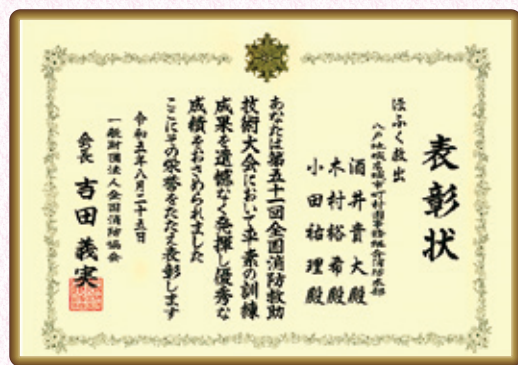 表彰状
ほふく救出
八戸地域広域市町村圏事務組合消防本部
酒井貴大殿
木村裕希殿
小田祐理殿
あなたは第五十一回全国消防救助
技術大会において平素の訓練
成果を遺憾なく発揮し優秀な
成績をおさめられました
ここにその栄誉をたたえ表彰します
令和五年八月二十五日
一般財団法人全国消防協会
会長 吉田義実